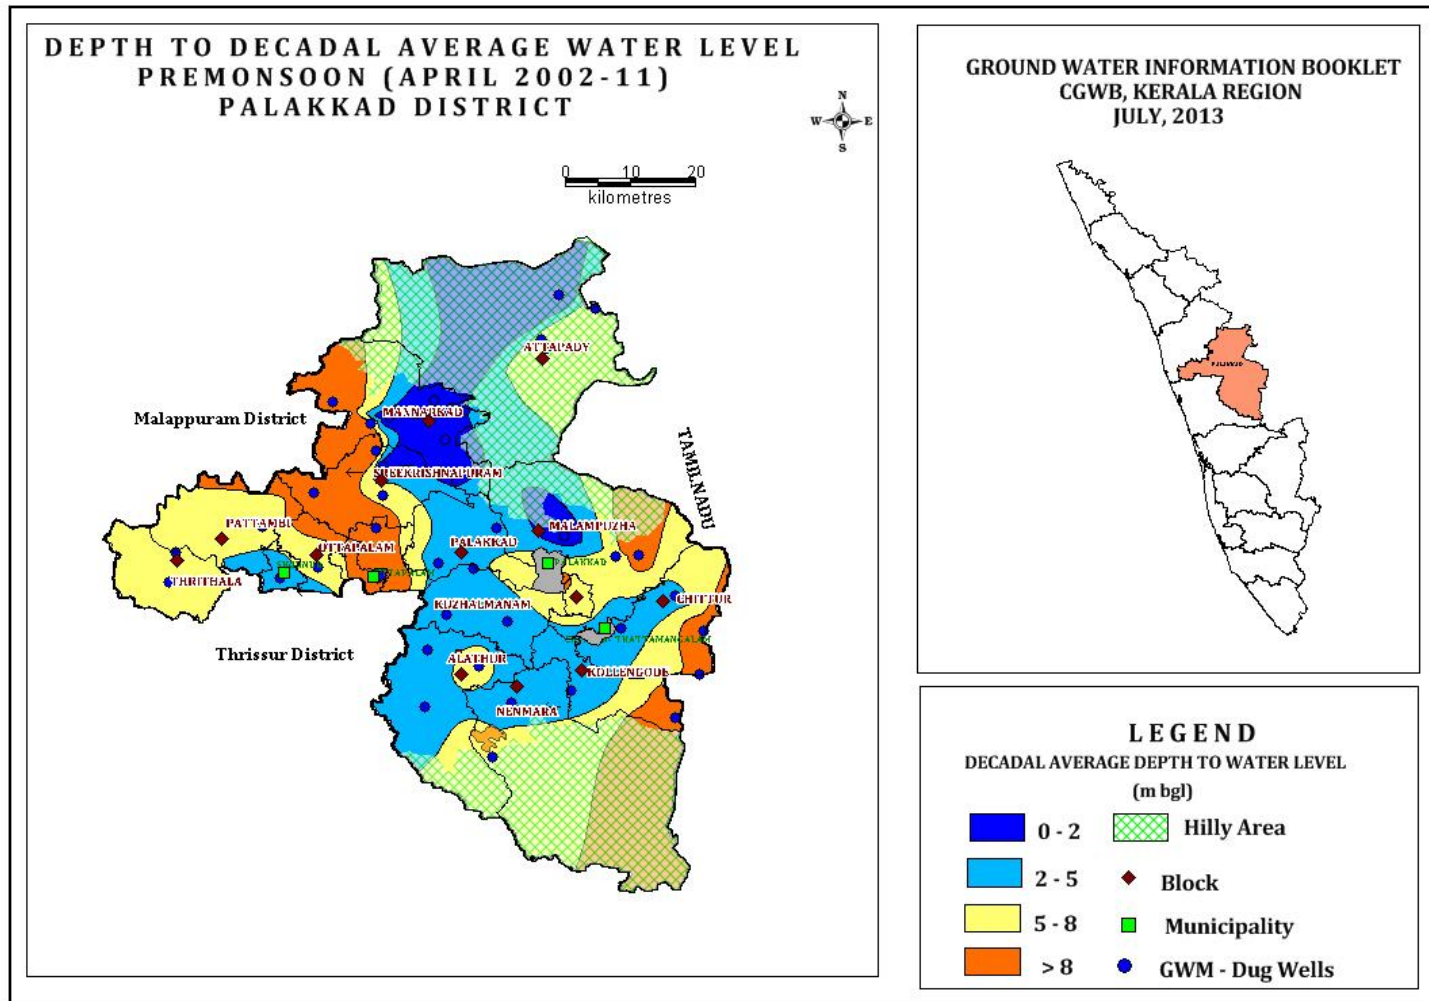 DEPTH TO DECADAL AVERAGE WATER LEVEL
PREMONSOON (APRIL 2002-11)
PALAKKAD DISTRICT
N
W E
S
0 10 20
kilometres
ATTAPADY
Malappuram District
MANNARKAD
TAMILNADU
SREEKRISHNAPURAM
PATTAMBI
MALAMPUZHA
OTTAPALAM
PALAKKAD
PALAKKAD
THRITHALA
KUZHALMANAM
CHITTUR
THATTAMANGALAM
Thrissur District
ALATHUR
KOLLENGODE
NENMARA
GROUND WATER INFORMATION BOOKLET
CGWB, KERALA REGION
JULY, 2013
PALAKKAD
LEGEND
DECADAL AVERAGE DEPTH TO WATER LEVEL
(m bgl)
0 - 2 Hilly Area
2 - 5 Block
5 - 8 Municipality
> 8 GWM - Dug Wells